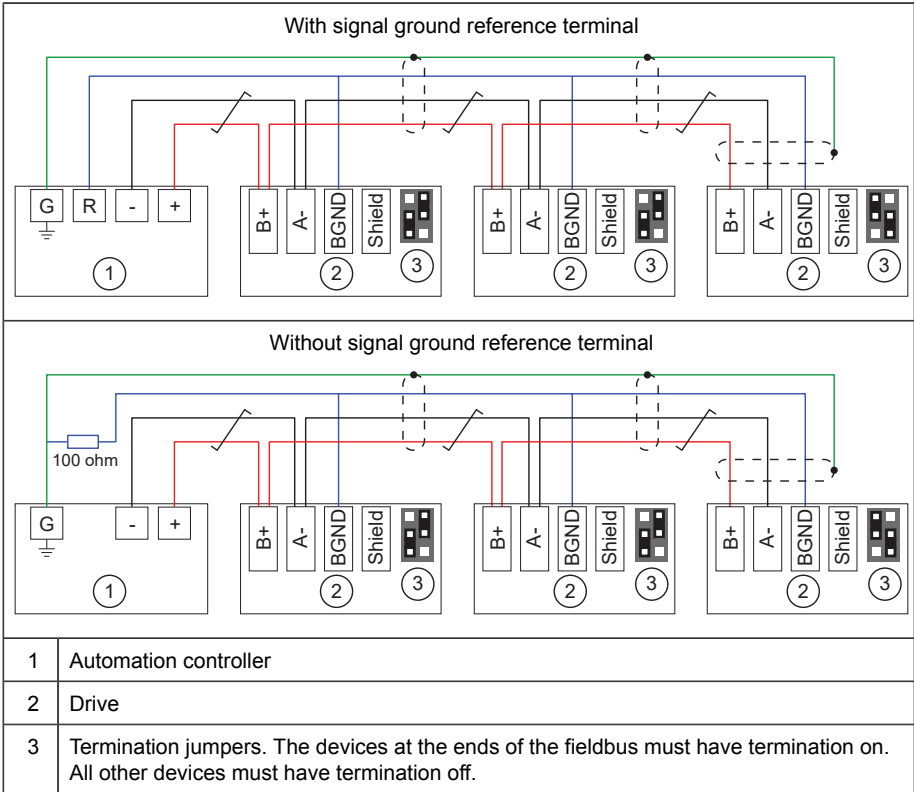 With signal ground reference terminal
G R - +
B+ A- BGND Shield
B+ A- BGND Shield
B+ A- BGND Shield
1 2 3 2 3 2 3
Without signal ground reference terminal
100 ohm
G - +
B+ A- BGND Shield
B+ A- BGND Shield
B+ A- BGND Shield
1 2 3 2 3 2 3
1 Automation controller
2 Drive
3 Termination jumpers. The devices at the ends of the fieldbus must have termination on.
All other devices must have termination off.